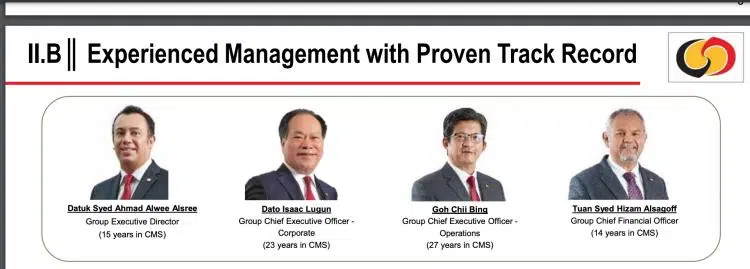 II.B║ Experienced Management with Proven Track Record
Datuk Syed Ahmad Alwee Alsree
Group Executive Director
(15 years in CMS)
Dato Isaac Lugun
Group Chief Executive Officer -
Corporate
(23 years in CMS)
Goh Chii Bing
Group Chief Executive Officer -
Operations
(27 years in CMS)
Tuan Syed Hizam Alsagoff
Group Chief Financial Officer
(14 years in CMS)